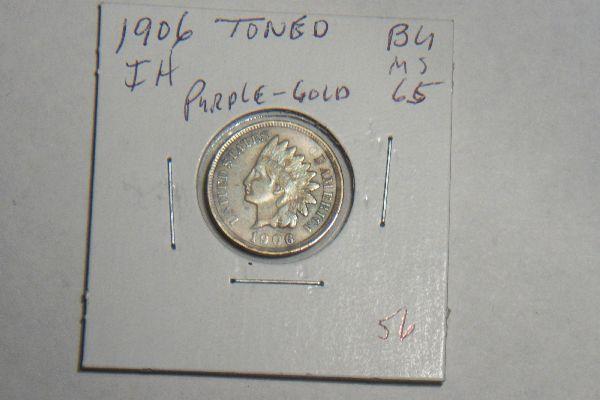 1906 TONED BU
IH MS
PURPLE-GOLD 65
UNITED STATES OF AMERICA
1906
56